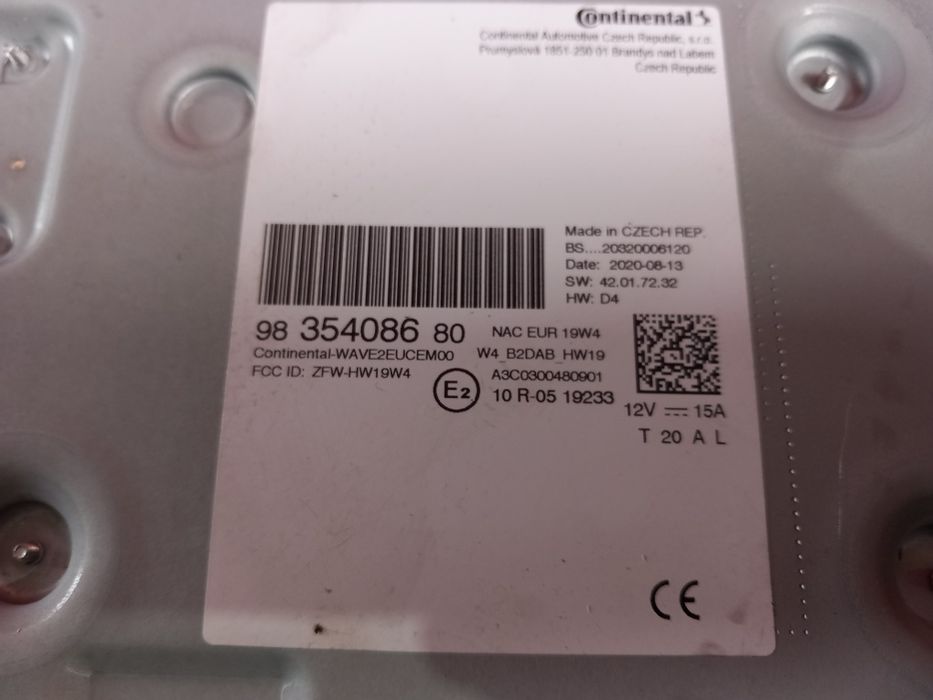 Continental
Continental Automotive Czech Republic, s.r.o.
Průmyslová 1851-250 01 Brandýs nad Labem
Czech Republic
Made in CZECH REP.
BS....20320006120
Date: 2020-08-13
SW: 42.01.72.32
HW: D4
98 354086 80
NAC EUR 19W4
Continental-WAVE2EUCEM00
W4_B2DAB_HW19
FCC ID: ZFW-HW19W4
A3C0300480901
E2
10 R-05 19233
12V ⎓ 15A
T 20 A L
CE